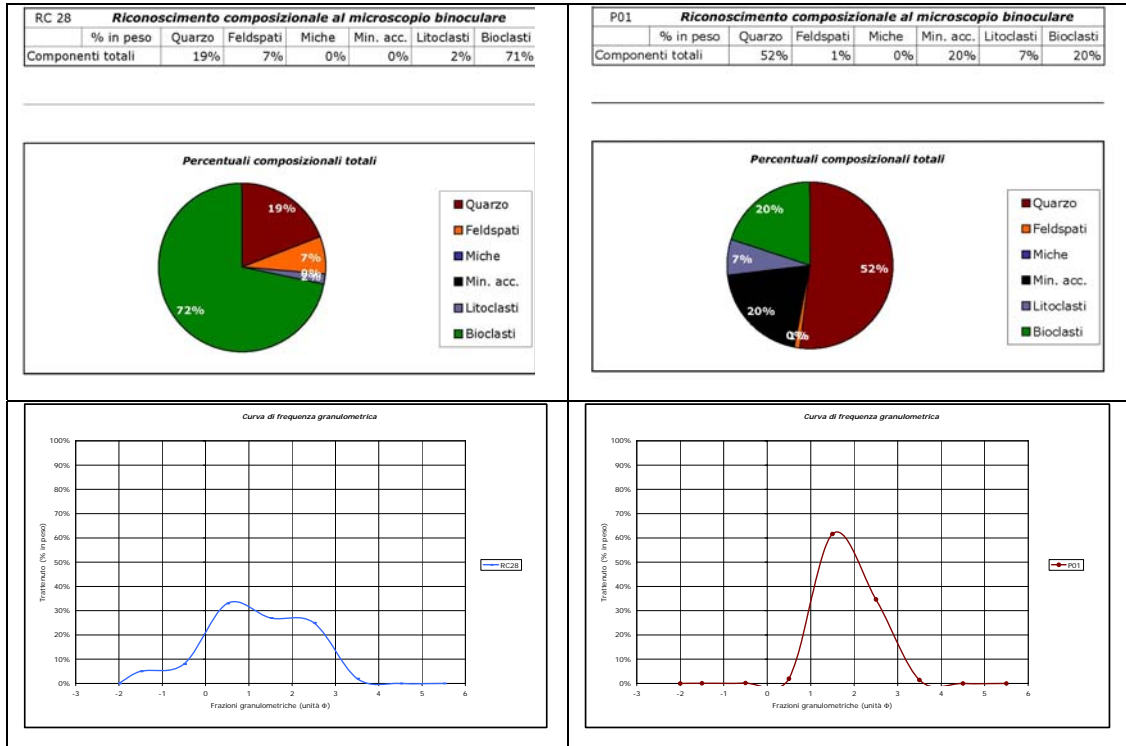 RC 28 Riconoscimento composizionale al microscopio binoculare
% in peso Quarzo Feldspati Miche Min. acc. Litoclasti Bioclasti
Componenti totali 19% 7% 0% 0% 2% 71%
Percentuali composizionali totali
19%
7%
0%
2%
72%
Quarzo
Feldspati
Miche
Min. acc.
Litoclasti
Bioclasti
P01 Riconoscimento composizionale al microscopio binoculare
% in peso Quarzo Feldspati Miche Min. acc. Litoclasti Bioclasti
Componenti totali 52% 1% 0% 20% 7% 20%
Percentuali composizionali totali
20%
7%
52%
20%
0%
1%
Quarzo
Feldspati
Miche
Min. acc.
Litoclasti
Bioclasti
Curva di frequenza granulometrica
100%
90%
80%
70%
60%
50%
40%
30%
20%
10%
0%
-3 -2 -1 0 1 2 3 4 5 6
Trattenuto (% in peso)
Frazioni granulometriche (unità Φ)
RC28
Curva di frequenza granulometrica
100%
90%
80%
70%
60%
50%
40%
30%
20%
10%
0%
-3 -2 -1 0 1 2 3 4 5 6
Trattenuto (% in peso)
Frazioni granulometriche (unità Φ)
P01